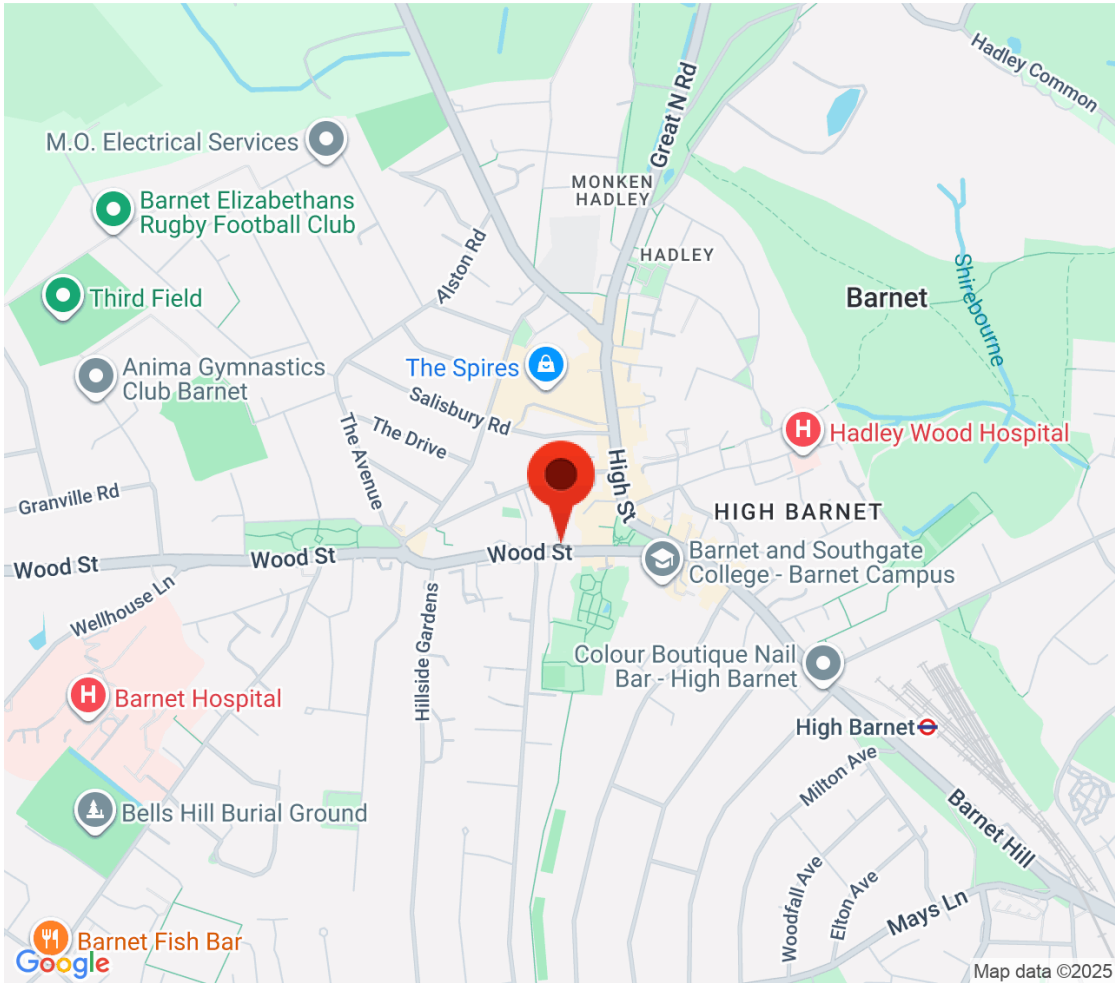 Hadley Common
Great N Rd
M.O. Electrical Services
MONKEN
HADLEY
Barnet Elizabethans
Rugby Football Club
HADLEY
Alston Rd
Shirebourne
Third Field
Barnet
The Spires
Anima Gymnastics
Club Barnet
Salisbury Rd
The Drive
The Avenue
H
Hadley Wood Hospital
High St
Granville Rd
HIGH BARNET
Wood St
Wood St
Wood St
Barnet and Southgate
College - Barnet Campus
Wellhouse Ln
Hillside Gardens
Colour Boutique Nail
Bar - High Barnet
H
Barnet Hospital
High Barnet
Milton Ave
Bells Hill Burial Ground
Barnet Hill
Woodfall Ave
Elton Ave
Mays Ln
Barnet Fish Bar
Google
Map data ©2025